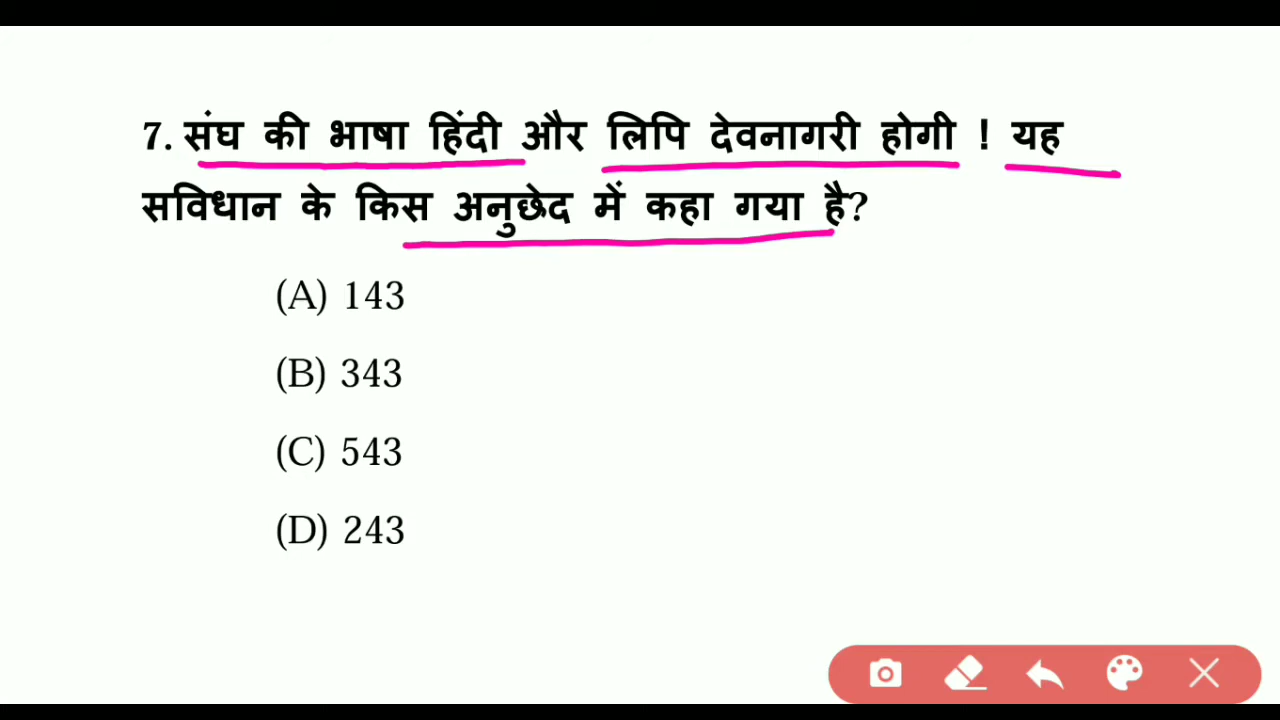 7. संघ की भाषा हिंदी और लिपि देवनागरी होगी ! यह
सविधान के किस अनुछेद में कहा गया है?
(A) 143
(B) 343
(C) 543
(D) 243